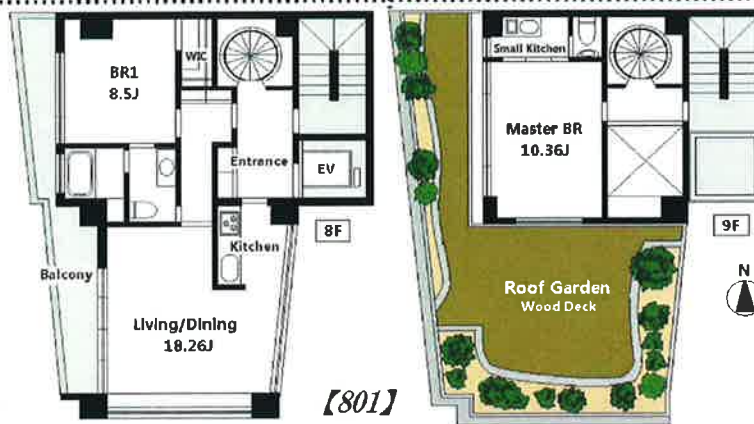 BR1
8.5J
WIC
Entrance
EV
8F
Kitchen
Balcony
Living/Dining
18.26J
【801】
Small Kitchen
Master BR
10.36J
9F
Roof Garden
Wood Deck
N